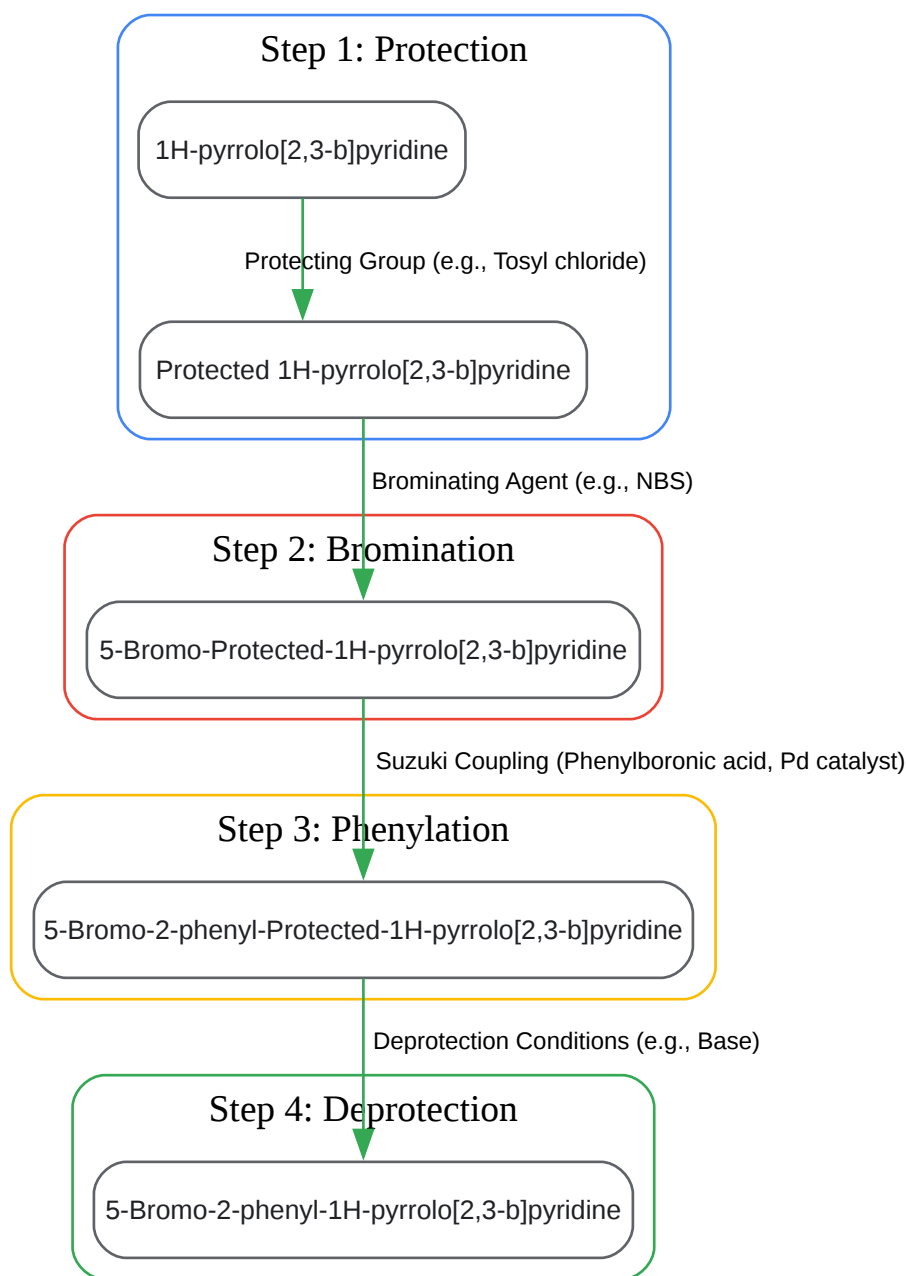 Step 1: Protection
1H-pyrrolo[2,3-b]pyridine
Protecting Group (e.g., Tosyl chloride)
Protected 1H-pyrrolo[2,3-b]pyridine
Brominating Agent (e.g., NBS)
Step 2: Bromination
5-Bromo-Protected-1H-pyrrolo[2,3-b]pyridine
Suzuki Coupling (Phenylboronic acid, Pd catalyst)
Step 3: Phenylation
5-Bromo-2-phenyl-Protected-1H-pyrrolo[2,3-b]pyridine
Deprotection Conditions (e.g., Base)
Step 4: Deprotection
5-Bromo-2-phenyl-1H-pyrrolo[2,3-b]pyridine